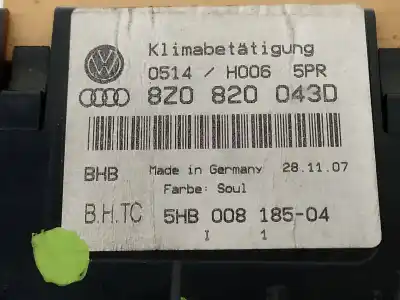 Klimabetätigung
0514 / H006 5PR
8Z0 820 043D
BHB Made in Germany 28.11.07
Farbe: Soul
B.H.TC 5HB 008 185-04
I 1